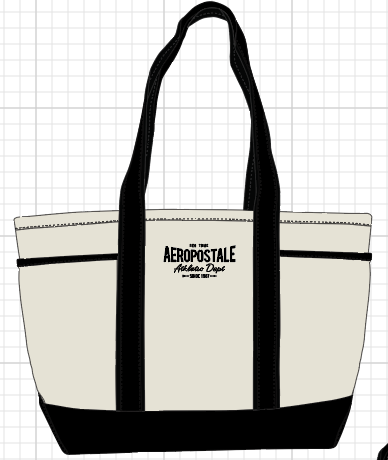 NEW YORK
AEROPOSTALE
Athletic Dept
SINCE 1987